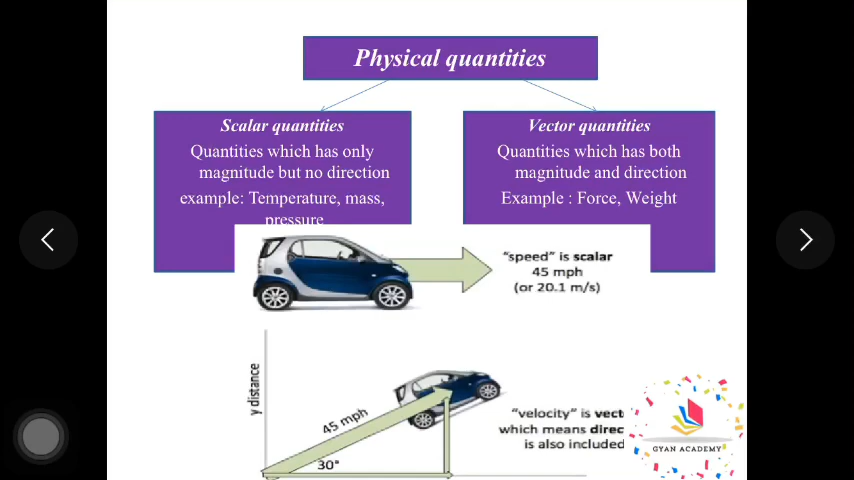 Physical quantities
Scalar quantities
Quantities which has only
magnitude but no direction
example: Temperature, mass,
pressure
Vector quantities
Quantities which has both
magnitude and direction
Example : Force, Weight
"speed" is scalar
45 mph
(or 20.1 m/s)
y distance
45 mph
30°
"velocity" is vect
which means direc
is also included
GYAN ACADEMY